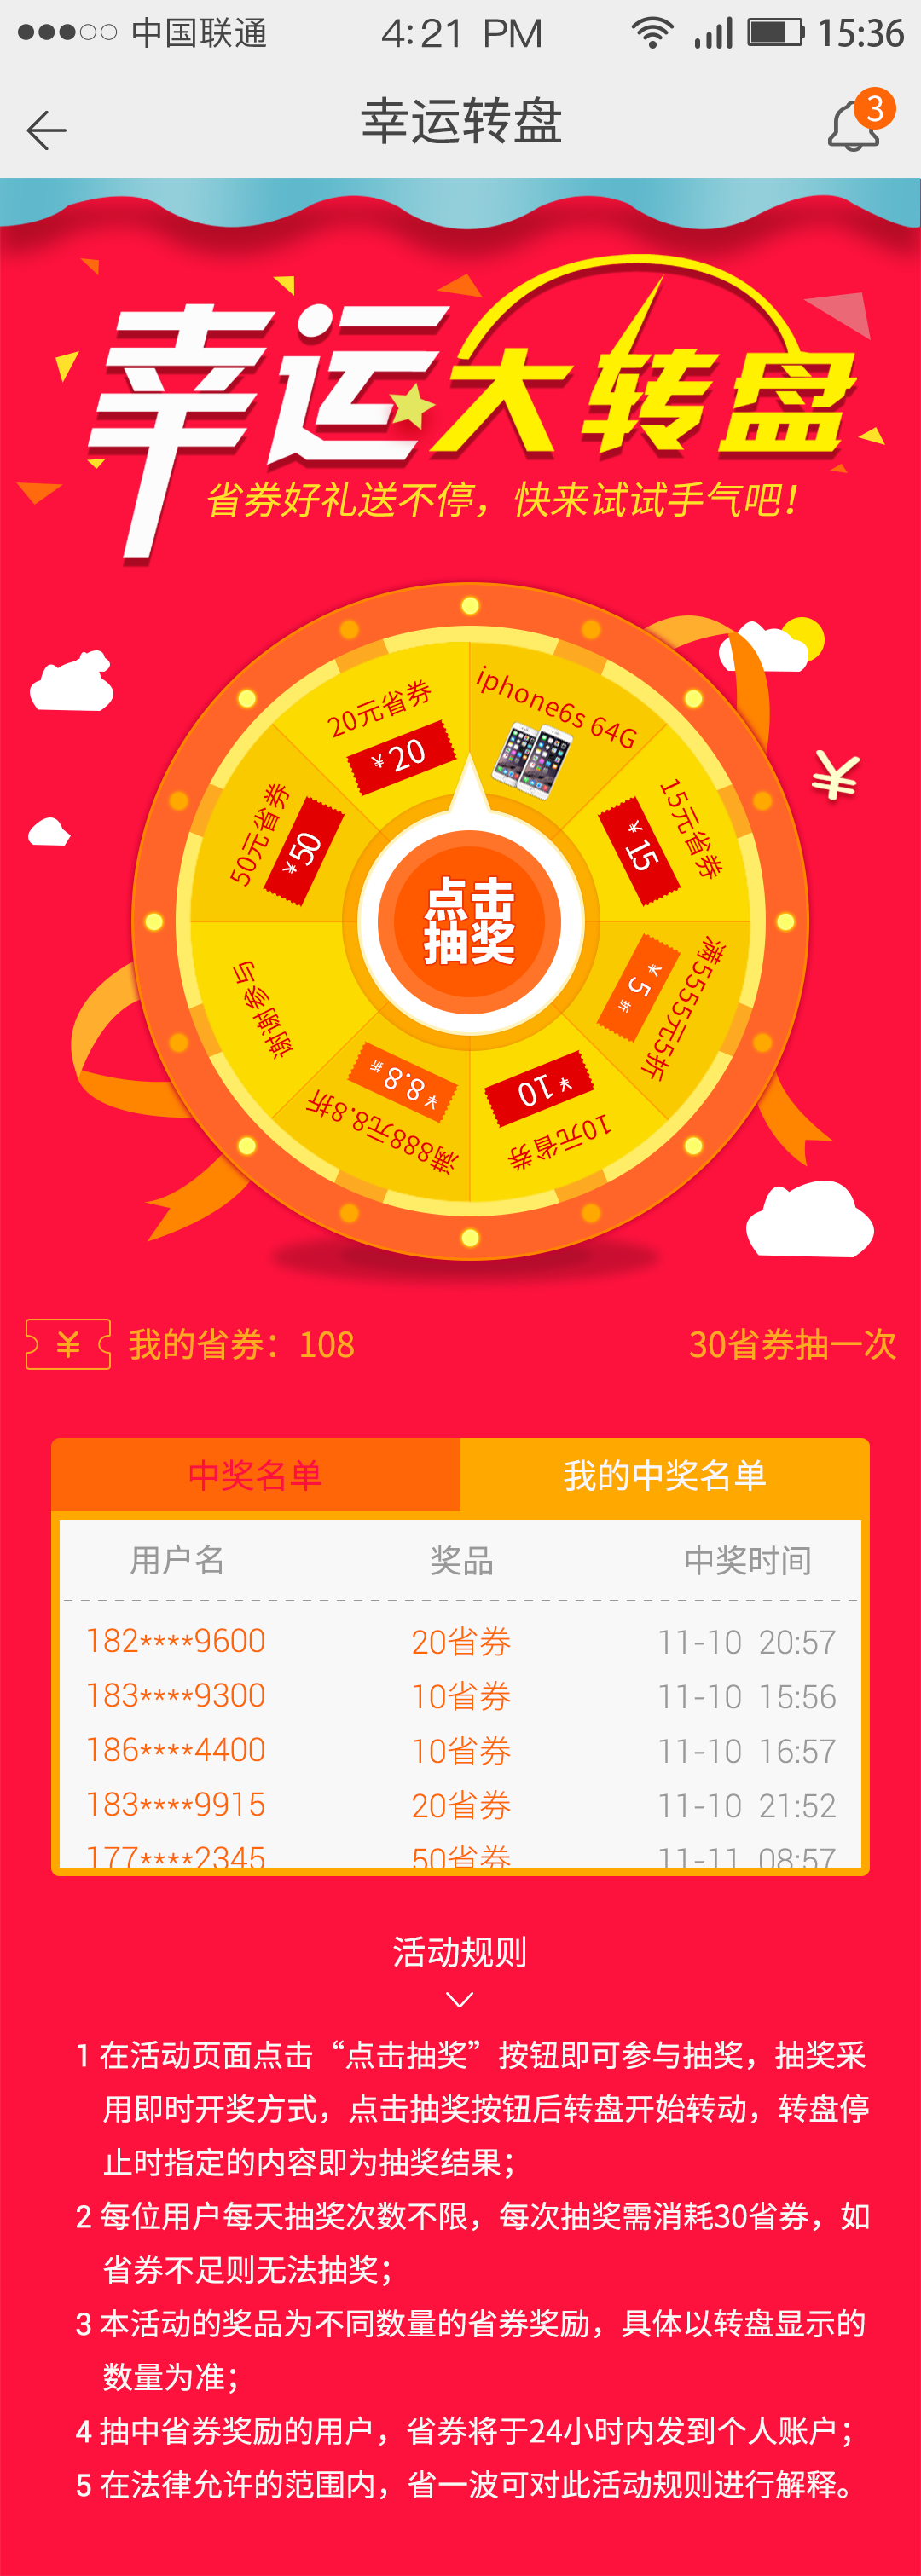 中国联通 4:21 PM 15:36
幸运转盘 3
幸运大转盘
省券好礼送不停，快来试试手气吧！
iphone6s 64G
15元省券
¥15
满5555元5折
¥5折
10元省券
¥10
满888元8.8折
¥8.8折
谢谢参与
50元省券
¥50
20元省券
¥20
点击
抽奖
¥ 我的省券：108 30省券抽一次
¥
中奖名单 我的中奖名单
用户名 奖品 中奖时间
182****9600 20省券 11-10 20:57
183****9300 10省券 11-10 15:56
186****4400 10省券 11-10 16:57
183****9915 20省券 11-10 21:52
177****2345 50省券 11-11 08:57
活动规则
1 在活动页面点击“点击抽奖”按钮即可参与抽奖，抽奖采
用即时开奖方式，点击抽奖按钮后转盘开始转动，转盘停
止时指定的内容即为抽奖结果；
2 每位用户每天抽奖次数不限，每次抽奖需消耗30省券，如
省券不足则无法抽奖；
3 本活动的奖品为不同数量的省券奖励，具体以转盘显示的
数量为准；
4 抽中省券奖励的用户，省券将于24小时内发到个人账户；
5 在法律允许的范围内，省一波可对此活动规则进行解释。